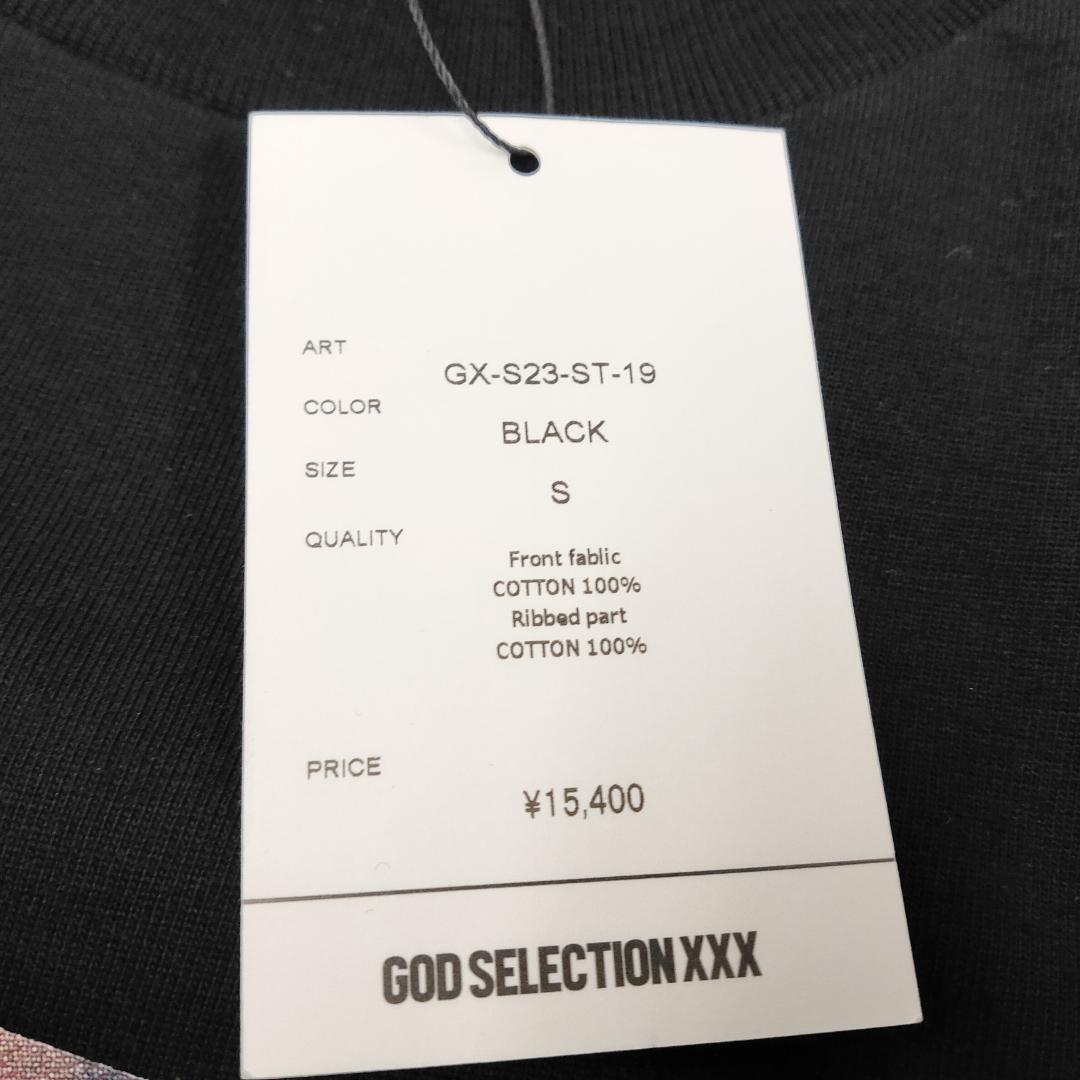 ART
GX-S23-ST-19
COLOR
BLACK
SIZE
S
QUALITY
Front fablic
COTTON 100%
Ribbed part
COTTON 100%
PRICE
¥15,400
GOD SELECTION XXX